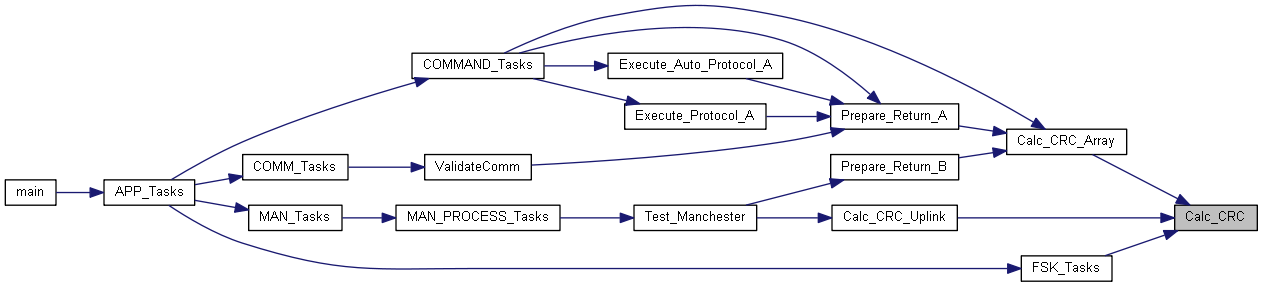 COMMAND_Tasks
Execute_Auto_Protocol_A
Execute_Protocol_A
Prepare_Return_A
Calc_CRC_Array
COMM_Tasks
ValidateComm
Prepare_Return_B
main
APP_Tasks
MAN_Tasks
MAN_PROCESS_Tasks
Test_Manchester
Calc_CRC_Uplink
Calc_CRC
FSK_Tasks